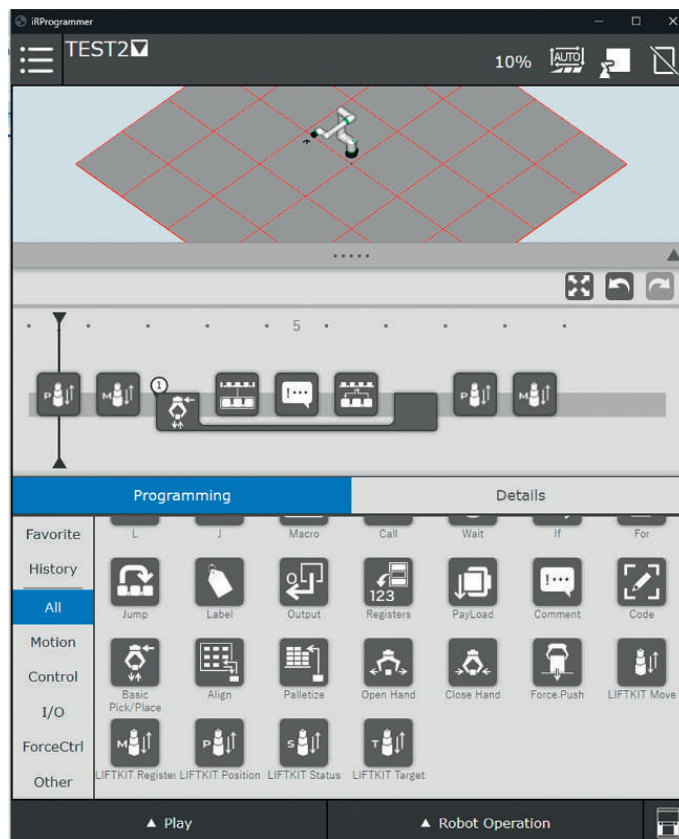 iRProgrammer
TEST2
10%
AUTO
5
P
M
1
!
P
M
Programming
Details
Favorite
History
All
Motion
Control
I/O
ForceCtrl
Other
L
J
Macro
Call
Wait
If
For
123
Jump
Label
Output
Registers
PayLoad
Comment
Code
Basic
Pick/Place
Align
Palletize
Open Hand
Close Hand
Force.Push
LIFTKIT Move
M
P
S
T
LIFTKIT Register
LIFTKIT Position
LIFTKIT Status
LIFTKIT Target
▲ Play
▲ Robot Operation